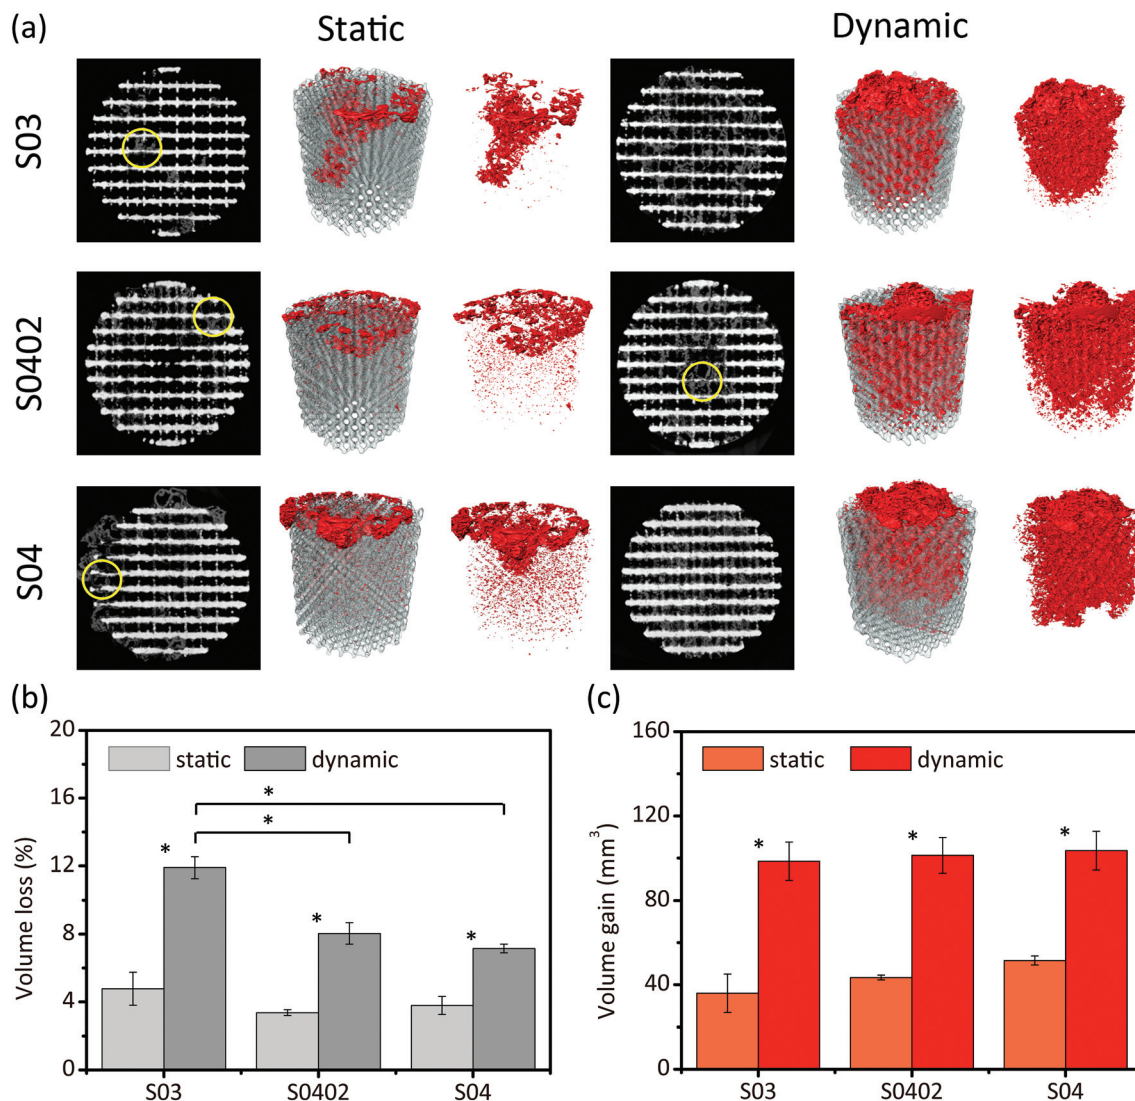 (a)
Static
Dynamic
S03
S0402
S04
(b)
20
16
12
8
4
0
Volume loss (%)
static
dynamic
*
*
*
*
*
S03
S0402
S04
(c)
160
120
80
40
0
Volume gain (mm³)
static
dynamic
*
*
*
S03
S0402
S04